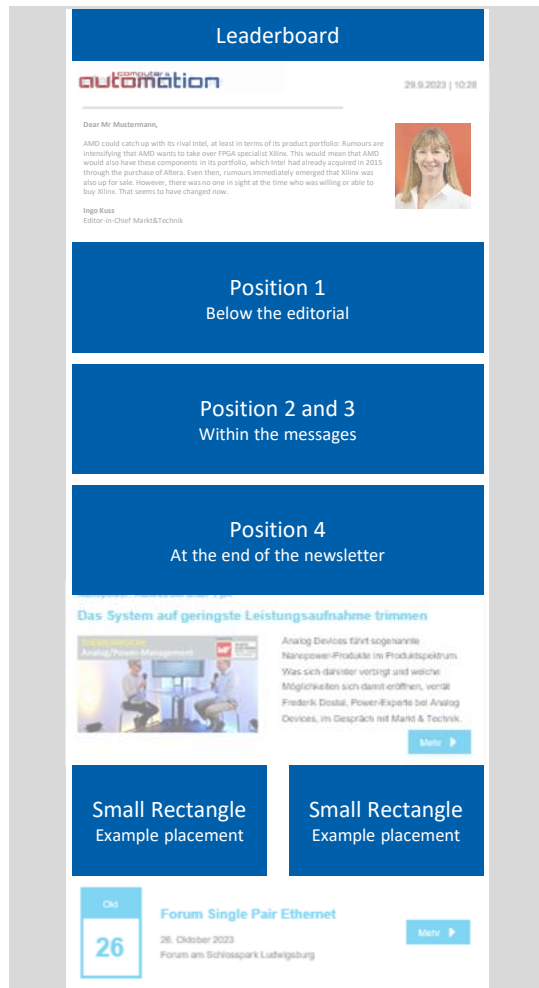 Leaderboard
computer &
automation
29.9.2023 | 10:28
Dear Mr Mustermann,
AMD could catch up with its rival Intel, at least in terms of its product portfolio: Rumours are
intensifying that AMD wants to take over FPGA specialist Xilinx. This would mean that AMD
would also have these components in its portfolio, which Intel had already acquired in 2015
through the purchase of Altera. Even then, rumours immediately emerged that Xilinx was
also up for sale. However, there was no one in sight at the time who was willing or able to
buy Xilinx. That seems to have changed now.
Ingo Kuss
Editor-in-Chief Markt&Technik
Position 1
Below the editorial
Position 2 and 3
Within the messages
Position 4
At the end of the newsletter
Das System auf geringste Leistungsaufnahme trimmen
Analog/Power-Management
Analog Devices führt sogenannte
Nanopower-Produkte im Produktspektrum.
Was sich dahinter verbirgt und welche
Möglichkeiten sich damit eröffnen, verrät
Frederik Dostal, Power-Experte bei Analog
Devices, im Gespräch mit Markt & Technik.
Mehr
Small Rectangle
Example placement
Small Rectangle
Example placement
Okt
26
Forum Single Pair Ethernet
26. Oktober 2023
Forum am Schlosspark Ludwigsburg
Mehr